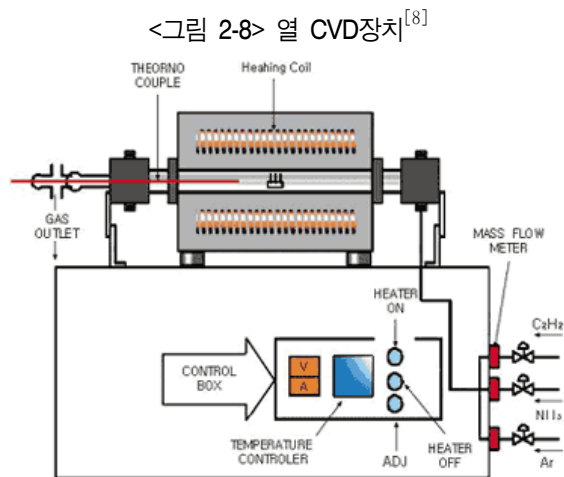 <그림 2-8> 열 CVD장치[8]
THEORNO
COUPLE
Heahing Coil
GAS
OUTLET
MASS FLOW
METER
HEATER
ON
C2H2
V
A
CONTROL
BOX
NH3
TEMPERATURE
CONTROLER
ADJ
HEATER
OFF
Ar